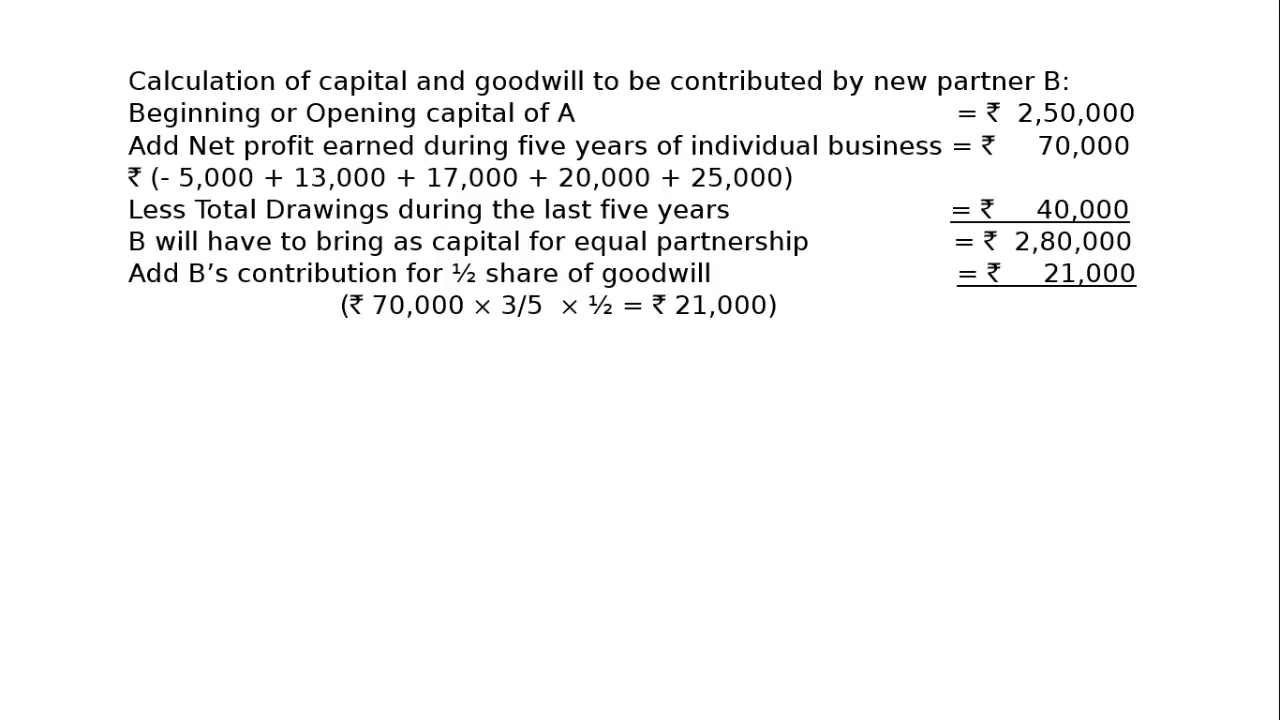 Calculation of capital and goodwill to be contributed by new partner B:
Beginning or Opening capital of A = ₹ 2,50,000
Add Net profit earned during five years of individual business = ₹ 70,000
₹ (- 5,000 + 13,000 + 17,000 + 20,000 + 25,000)
Less Total Drawings during the last five years = ₹ 40,000
B will have to bring as capital for equal partnership = ₹ 2,80,000
Add B’s contribution for ½ share of goodwill = ₹ 21,000
(₹ 70,000 × 3/5 × ½ = ₹ 21,000)